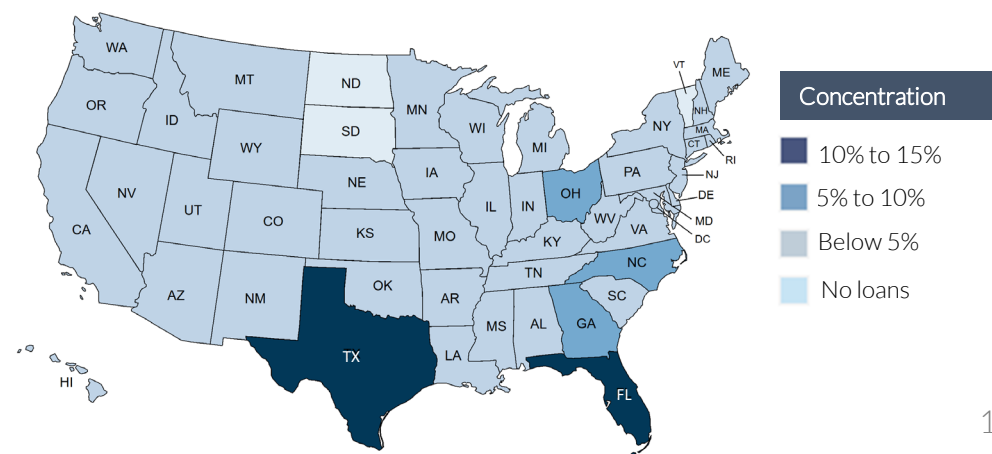 WA
OR
CA
NV
ID
MT
WY
UT
AZ
CO
NM
ND
SD
NE
KS
OK
TX
MN
IA
MO
AR
LA
WI
IL
MI
IN
OH
KY
TN
MS
AL
GA
FL
SC
NC
VA
WV
PA
NY
VT
NH
ME
MA
CT
RI
NJ
DE
MD
DC
HI
Concentration
10% to 15%
5% to 10%
Below 5%
No loans
1